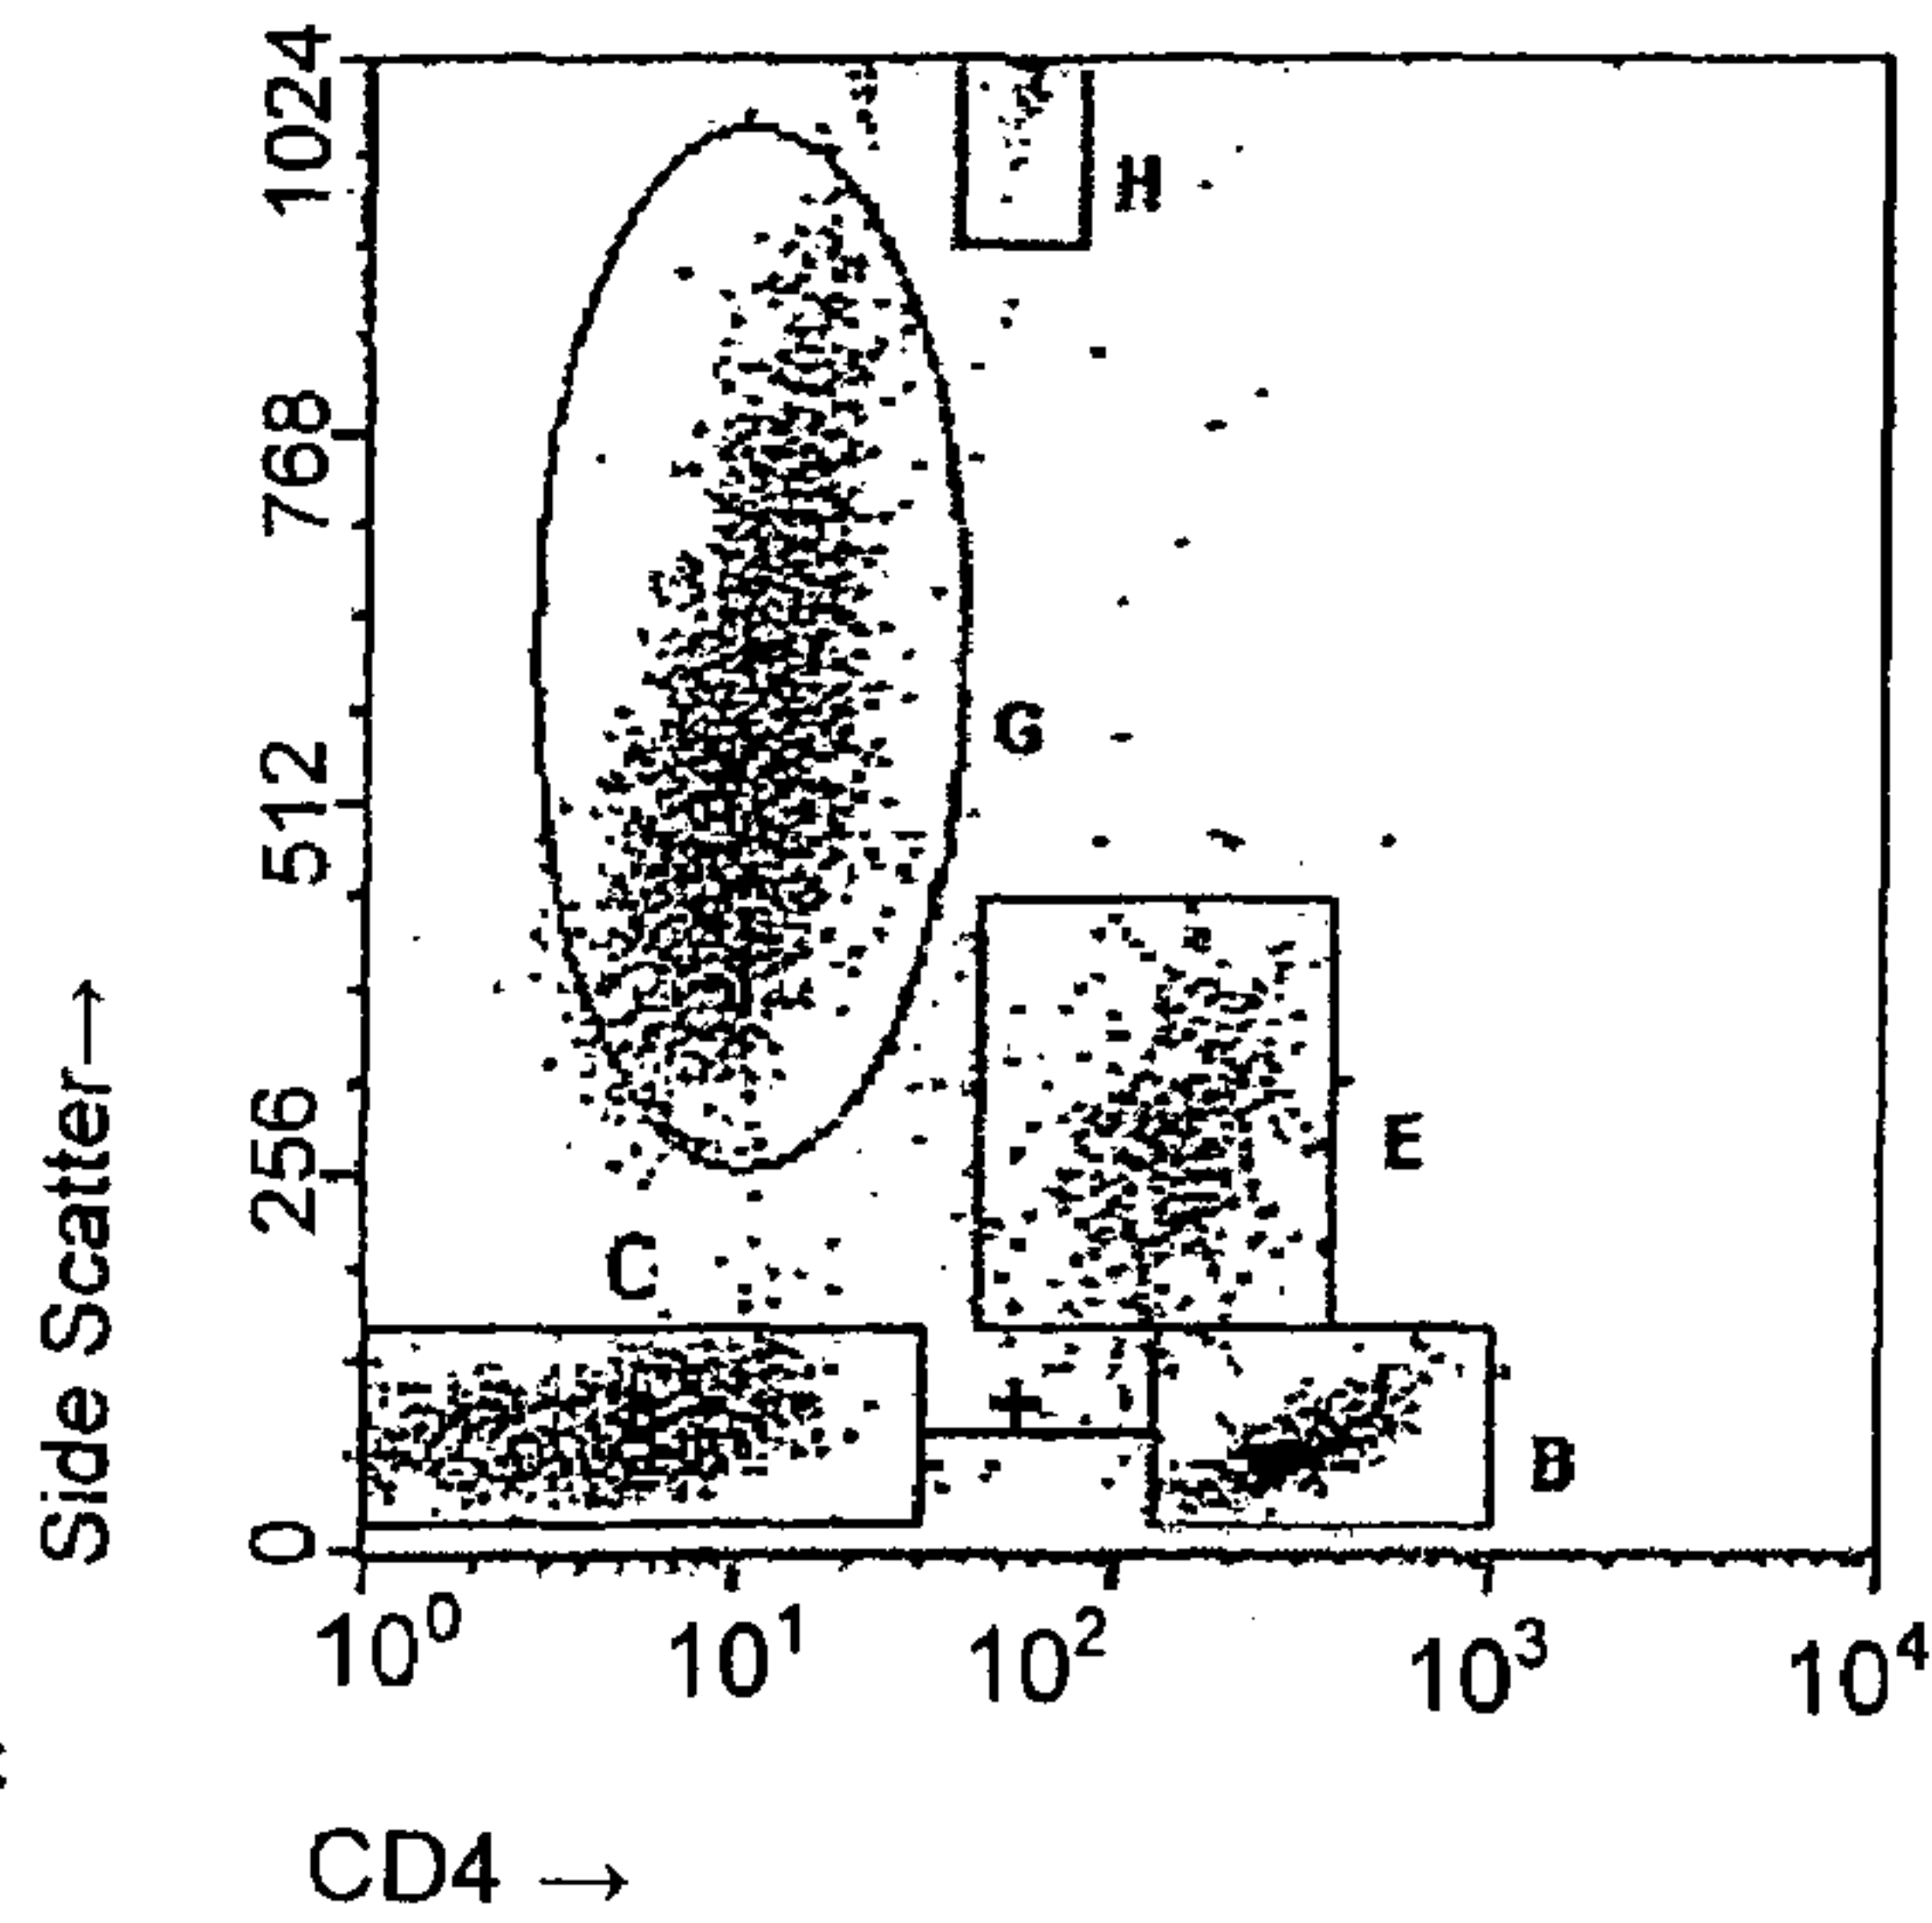 1024
768
512
256
0
Side Scatter→
H
G
E
C
+
10⁰ 10¹ 10² 10³ 10⁴
CD4 →